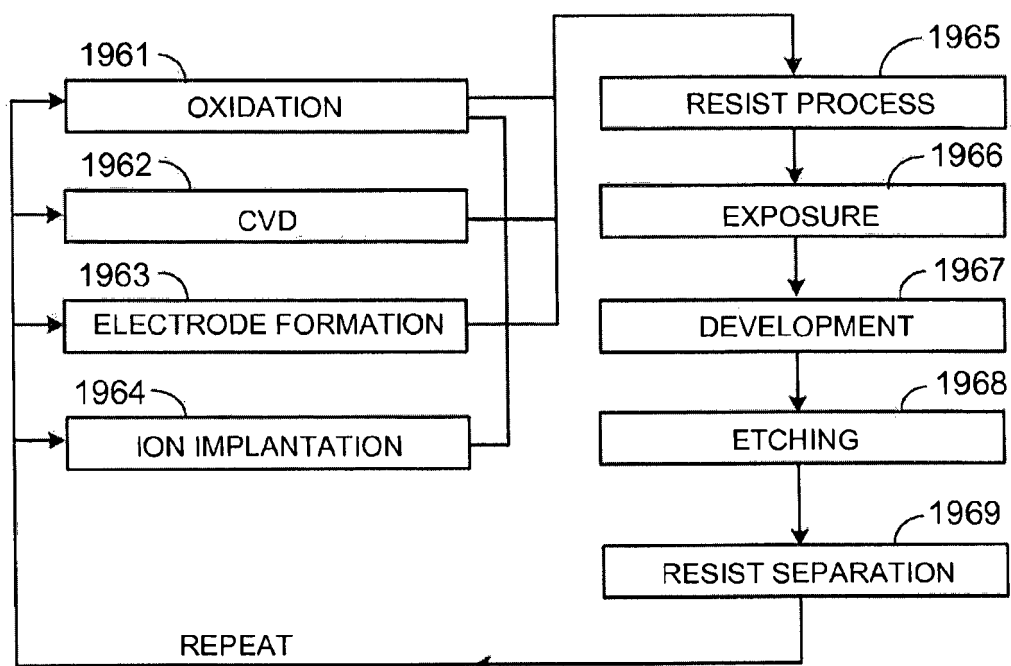 1961
OXIDATION
1962
CVD
1963
ELECTRODE FORMATION
1964
ION IMPLANTATION
1965
RESIST PROCESS
1966
EXPOSURE
1967
DEVELOPMENT
1968
ETCHING
1969
RESIST SEPARATION
REPEAT